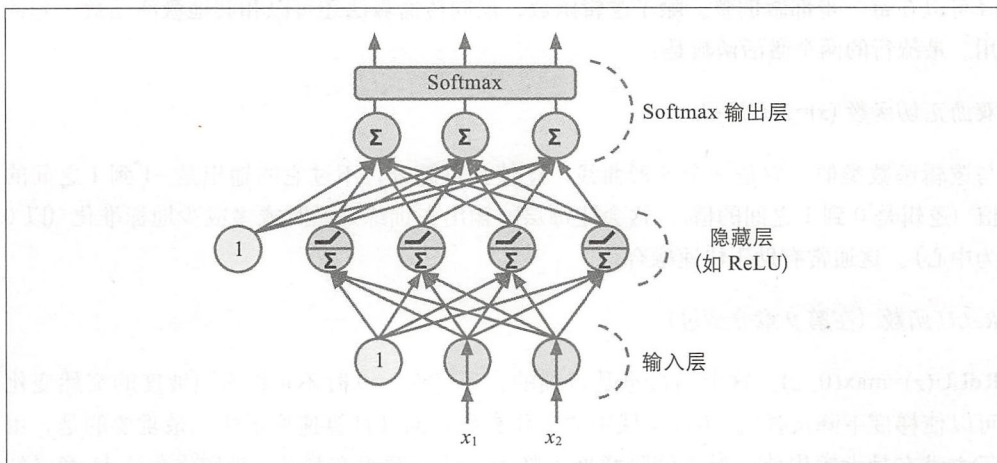 Softmax
Softmax 输出层
Σ Σ Σ
1
Σ Σ Σ Σ
隐藏层
(如 ReLU)
1
输入层
x₁ x₂